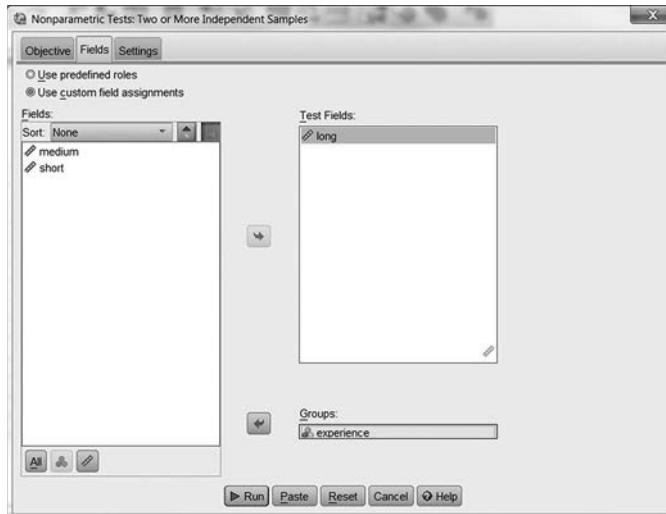 Nonparametric Tests: Two or More Independent Samples
Objective Fields Settings
Use predefined roles
Use custom field assignments
Fields:
Sort: None
medium
short
All
Test Fields:
long
Groups:
experience
Run Paste Reset Cancel Help